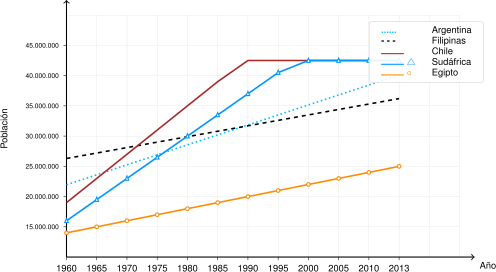 Argentina
Filipinas
Chile
Sudáfrica
Egipto
45.000.000
40.000.000
35.000.000
30.000.000
25.000.000
20.000.000
15.000.000
Población
1960 1965 1970 1975 1980 1985 1990 1995 2000 2005 2010 2013
Año